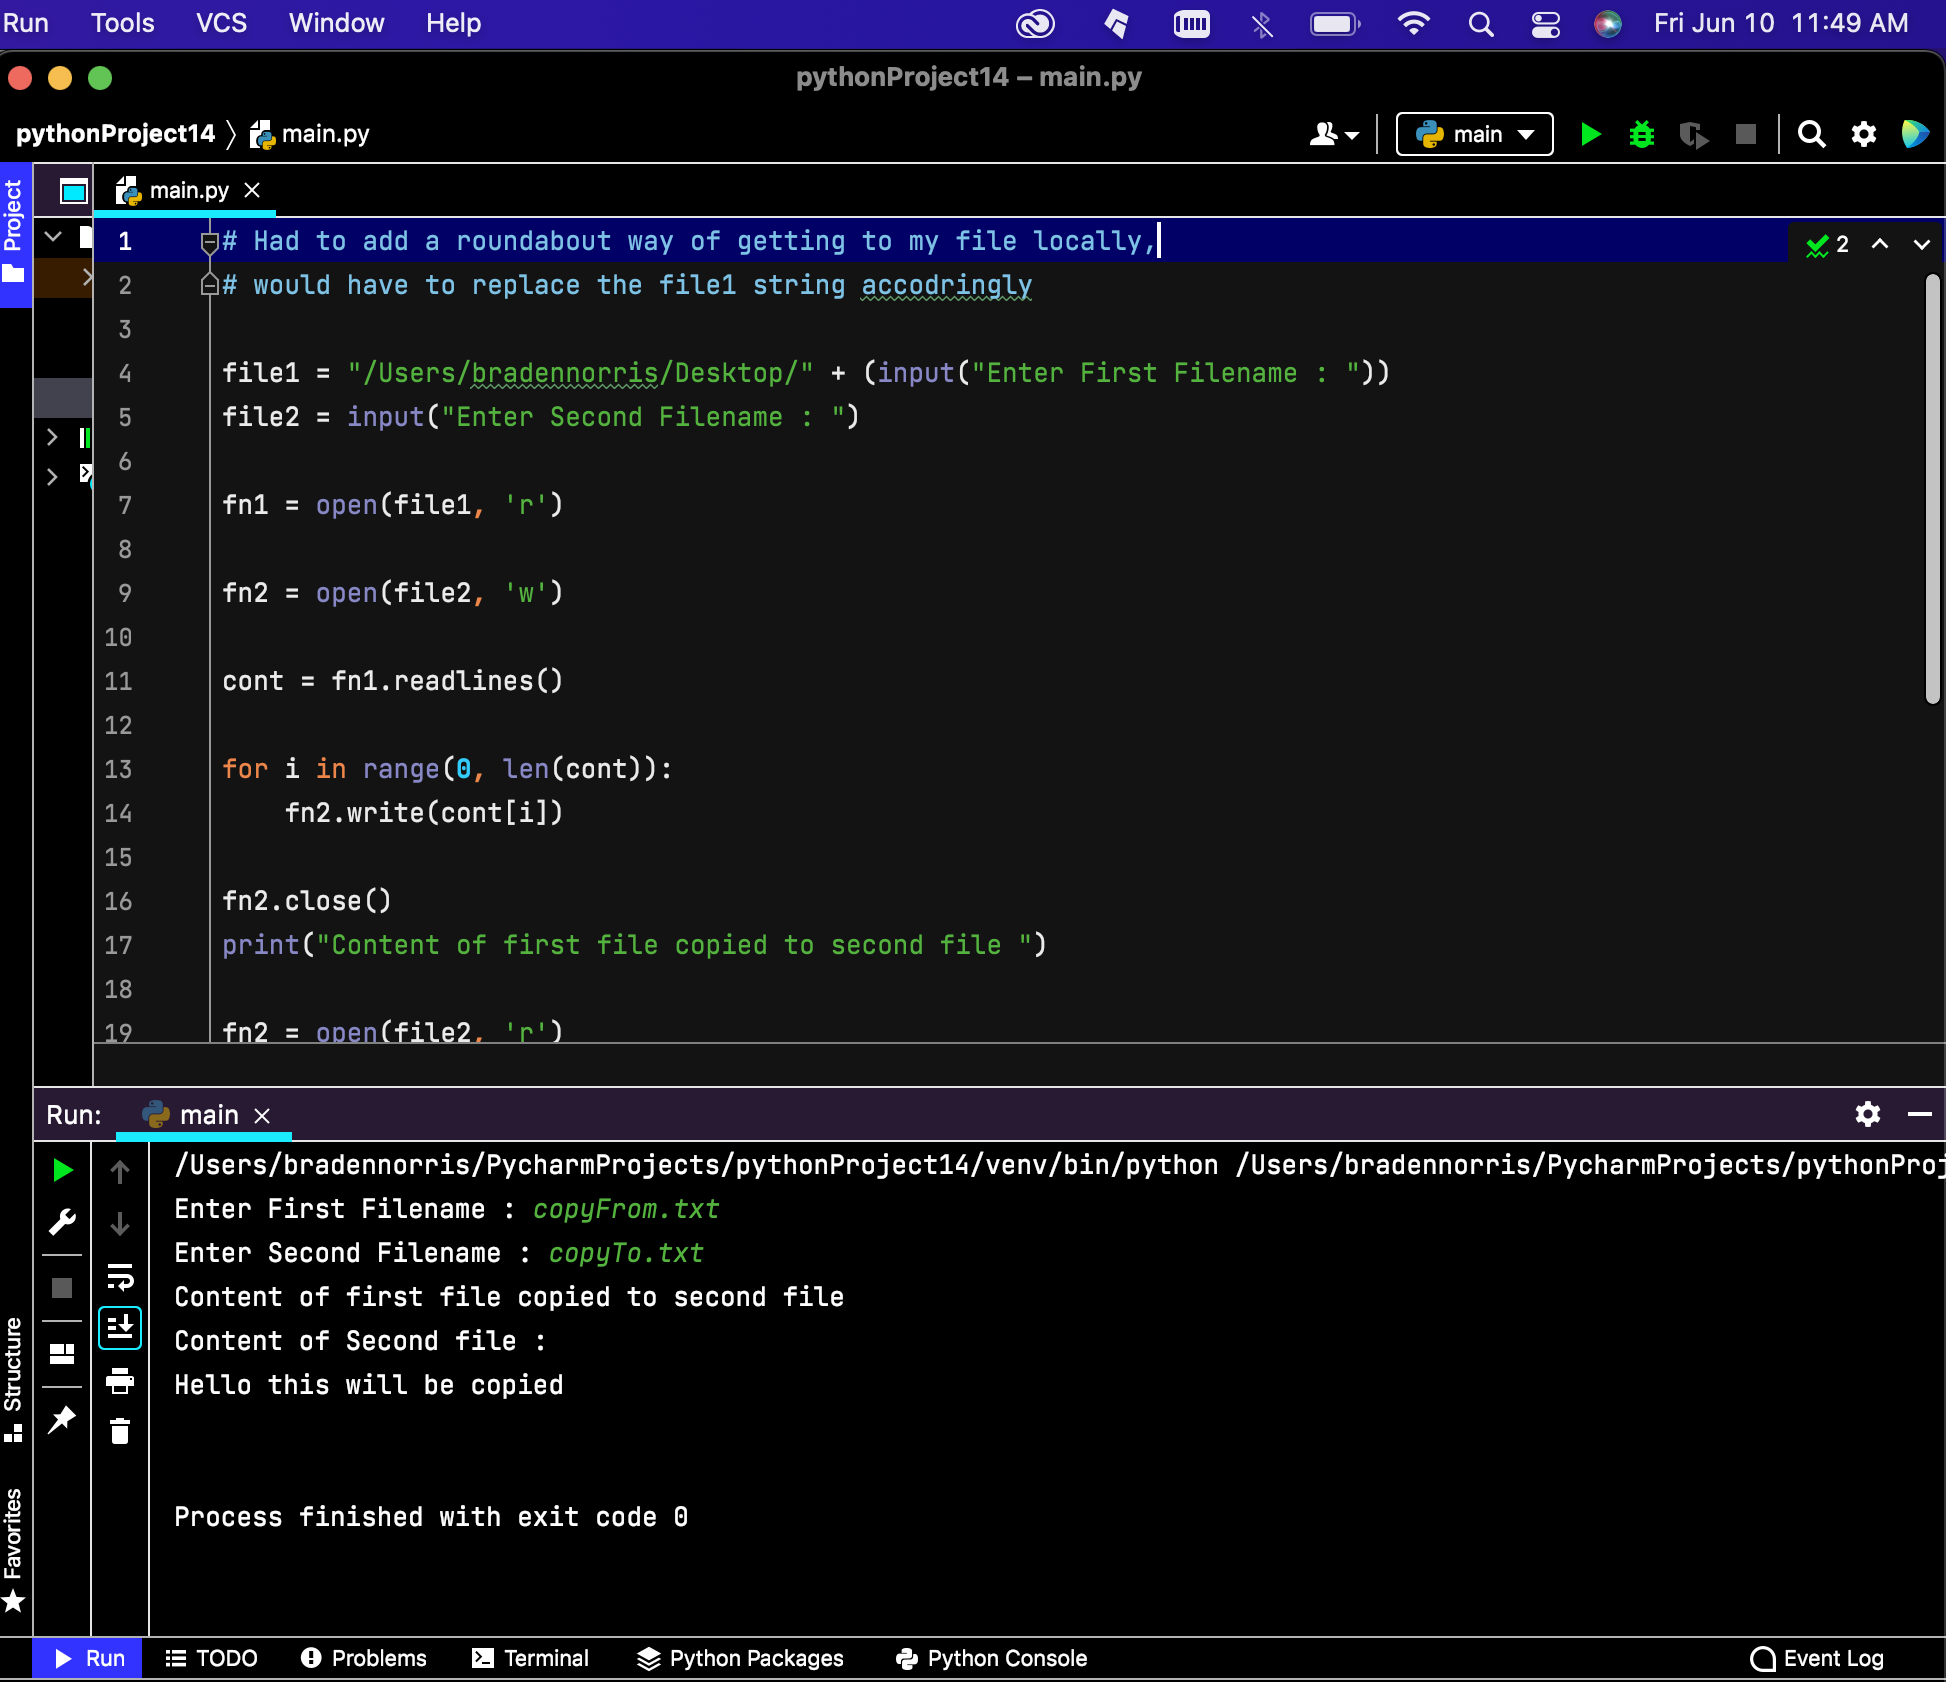 Run Tools VCS Window Help Fri Jun 10 11:49 AM
pythonProject14 – main.py
pythonProject14 main.py main
Project
main.py
1 # Had to add a roundabout way of getting to my file locally, 2
2 # would have to replace the file1 string accodringly
3
4 file1 = "/Users/bradennorris/Desktop/" + (input("Enter First Filename : "))
5 file2 = input("Enter Second Filename : ")
6
7 fn1 = open(file1, 'r')
8
9 fn2 = open(file2, 'w')
10
11 cont = fn1.readlines()
12
13 for i in range(0, len(cont)):
14     fn2.write(cont[i])
15
16 fn2.close()
17 print("Content of first file copied to second file ")
18
19 fn2 = open(file2, 'r')
Run: main
/Users/bradennorris/PycharmProjects/pythonProject14/venv/bin/python /Users/bradennorris/PycharmProjects/pythonProj
Enter First Filename : copyFrom.txt
Enter Second Filename : copyTo.txt
Content of first file copied to second file
Content of Second file :
Hello this will be copied
Process finished with exit code 0
Structure
Favorites
Run TODO Problems Terminal Python Packages Python Console Event Log